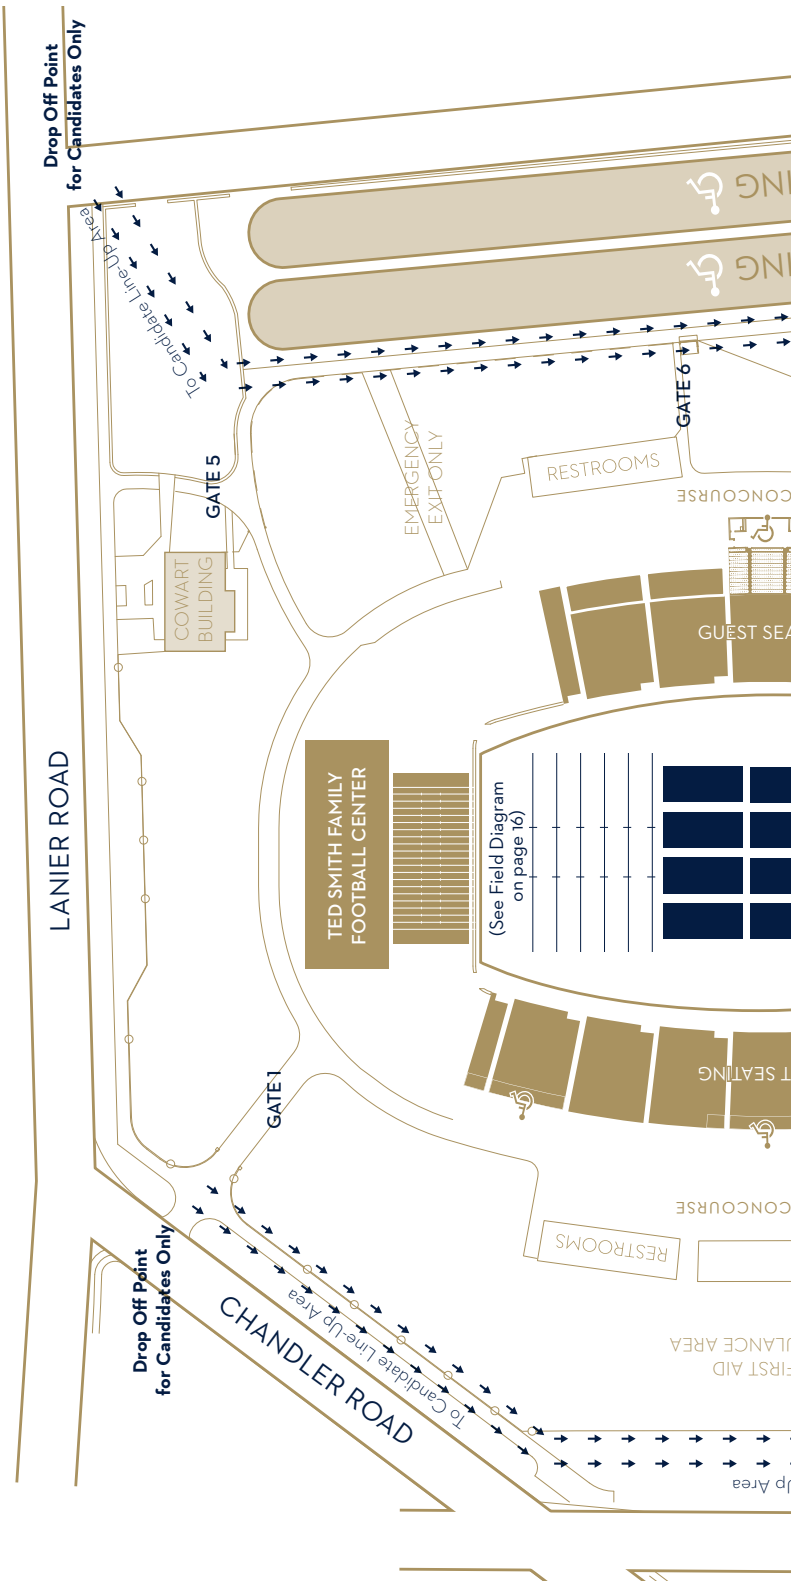 Drop Off Point
for Candidates Only
To Candidate Line-Up Area
GATE 5
GATE 6
EMERGENCY
EXIT ONLY
RESTROOMS
CONCOURSE
COWART
BUILDING
GUEST SEA
LANIER ROAD
TED SMITH FAMILY
FOOTBALL CENTER
(See Field Diagram
on page 16)
T SEATING
GATE 1
CONCOURSE
RESTROOMS
Drop Off Point
for Candidates Only
CHANDLER ROAD
To Candidate Line-Up Area
FIRST AID
ULANCE AREA
Up Area